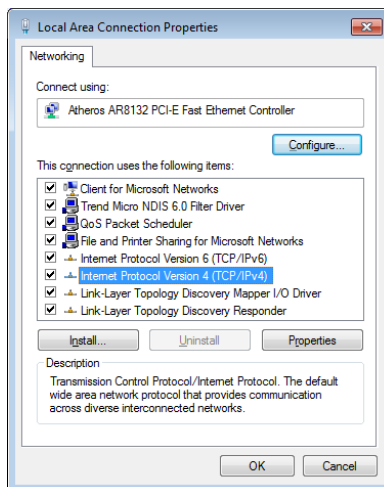 Local Area Connection Properties
Networking
Connect using:
Atheros AR8132 PCI-E Fast Ethernet Controller
Configure...
This connection uses the following items:
Client for Microsoft Networks
Trend Micro NDIS 6.0 Filter Driver
QoS Packet Scheduler
File and Printer Sharing for Microsoft Networks
Internet Protocol Version 6 (TCP/IPv6)
Internet Protocol Version 4 (TCP/IPv4)
Link-Layer Topology Discovery Mapper I/O Driver
Link-Layer Topology Discovery Responder
Install... Uninstall Properties
Description
Transmission Control Protocol/Internet Protocol. The default
wide area network protocol that provides communication
across diverse interconnected networks.
OK Cancel